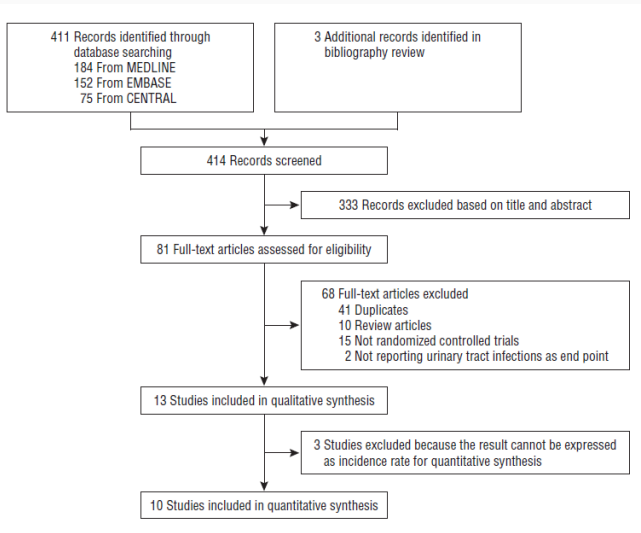 411 Records identified through
database searching
184 From MEDLINE
152 From EMBASE
75 From CENTRAL
3 Additional records identified in
bibliography review
414 Records screened
333 Records excluded based on title and abstract
81 Full-text articles assessed for eligibility
68 Full-text articles excluded
41 Duplicates
10 Review articles
15 Not randomized controlled trials
2 Not reporting urinary tract infections as end point
13 Studies included in qualitative synthesis
3 Studies excluded because the result cannot be expressed
as incidence rate for quantitative synthesis
10 Studies included in quantitative synthesis